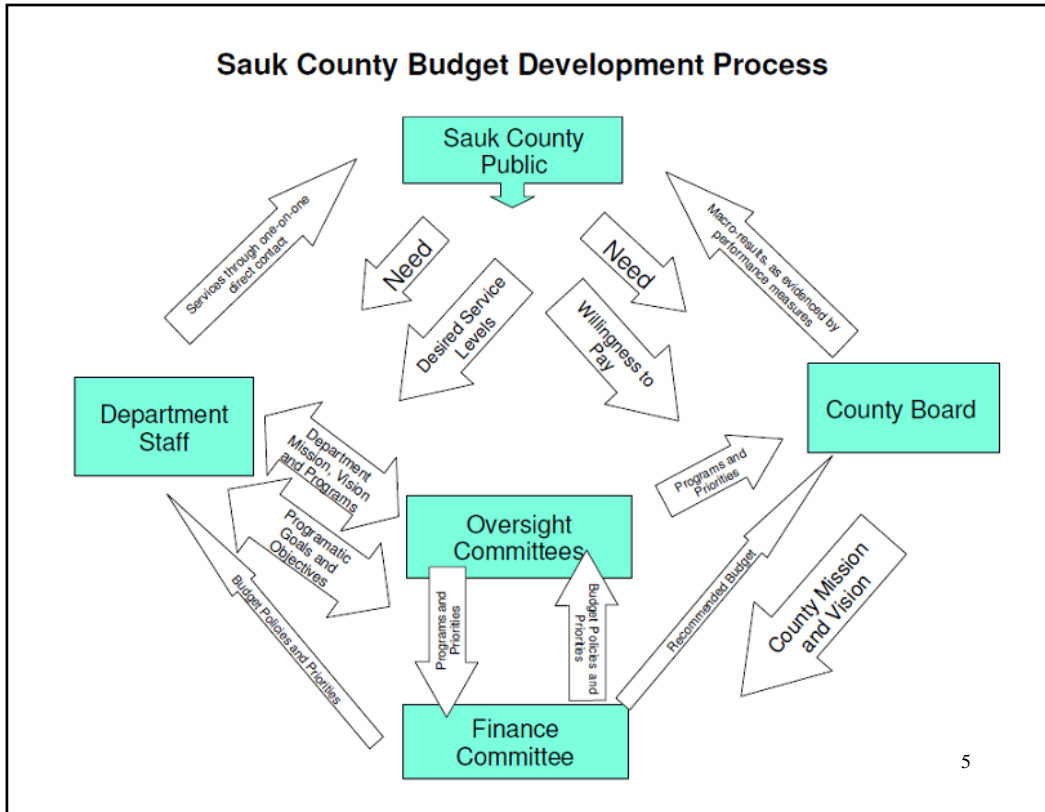 Sauk County Budget Development Process
Sauk County
Public
Services through one-on-one
direct contact
Need
Desired Service
Levels
Need
Willingness to
Pay
Macro-results, as evidenced by
performance measures
Department
Staff
County Board
Department
Mission, Vision
and Programs
Programatic
Goals and
Objectives
Budget Policies and Priorities
Oversight
Committees
Programs and
Priorities
Programs and
Priorities
Budget Policies and
Priorities
Recommended Budget
County Mission
and Vision
Finance
Committee
5